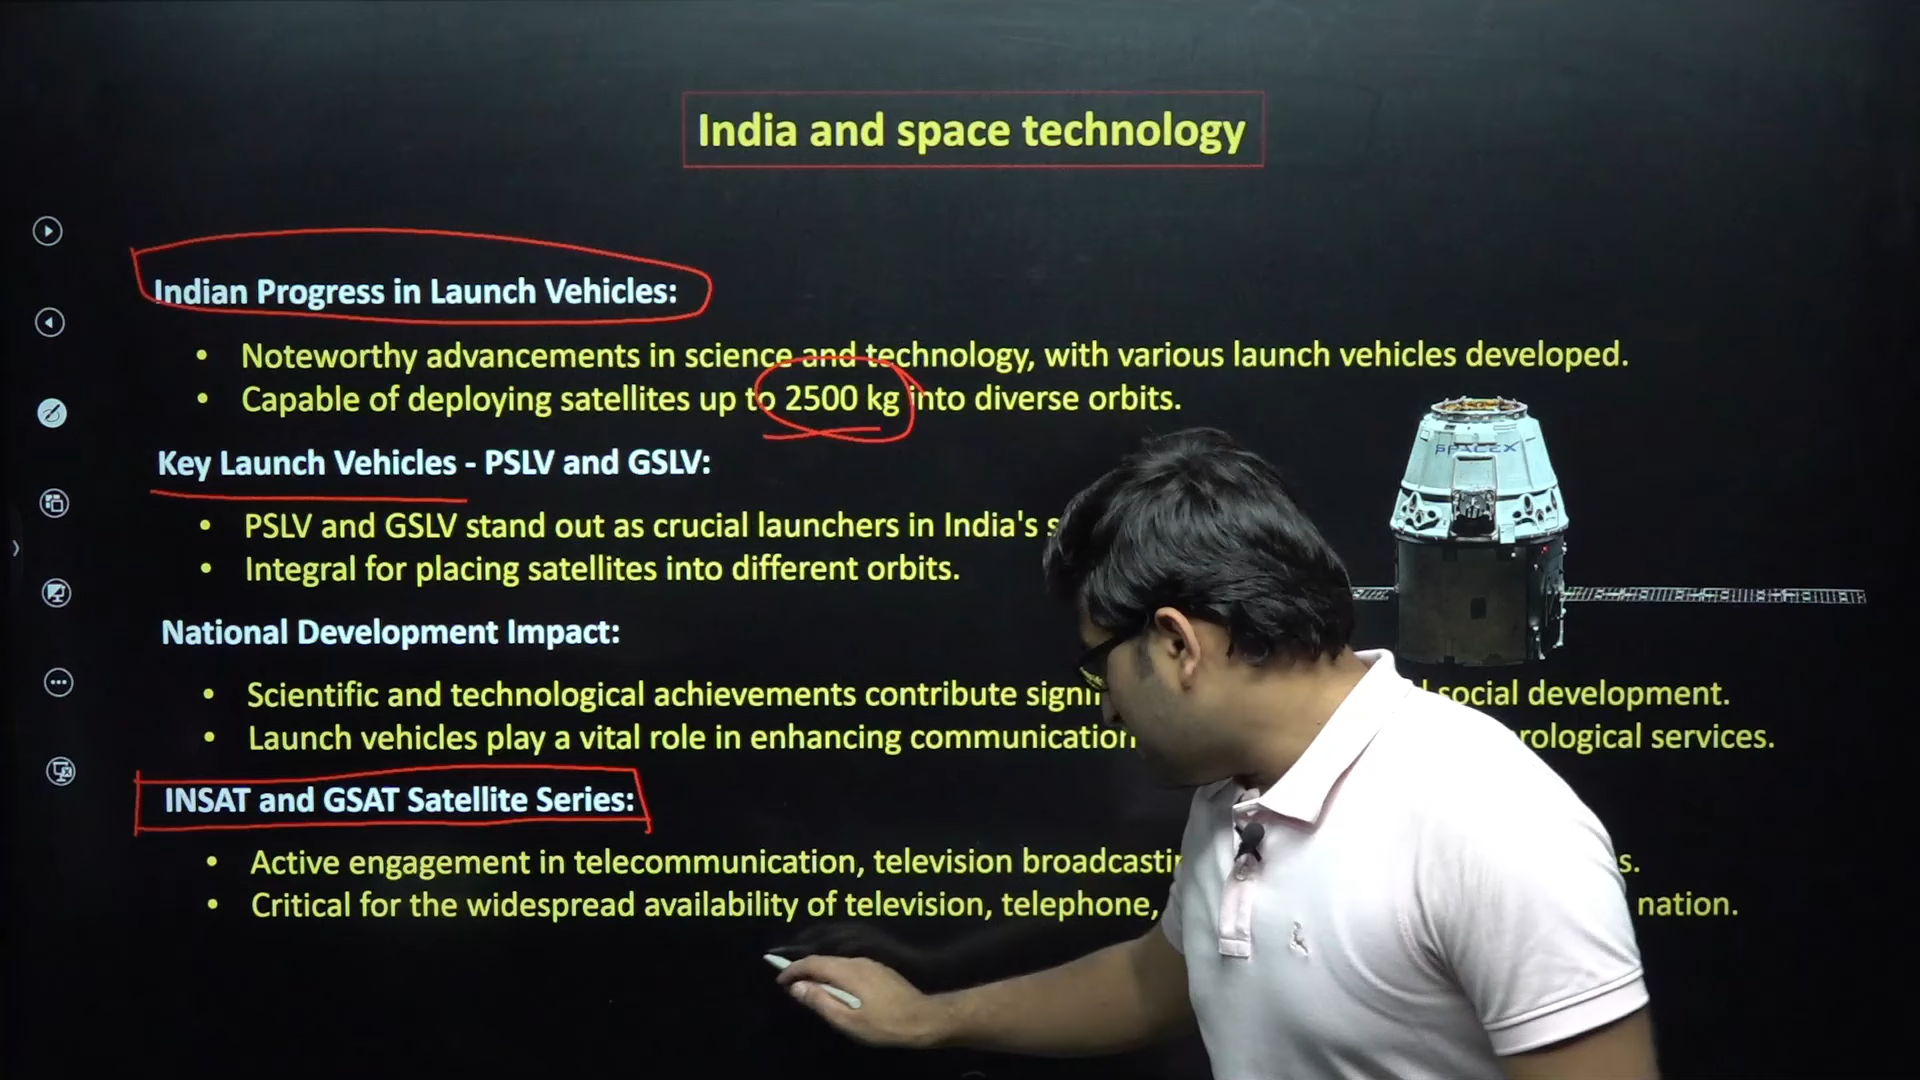 India and space technology
Indian Progress in Launch Vehicles:
• Noteworthy advancements in science and technology, with various launch vehicles developed.
• Capable of deploying satellites up to 2500 kg into diverse orbits.
SPACEX
Key Launch Vehicles - PSLV and GSLV:
• PSLV and GSLV stand out as crucial launchers in India's
• Integral for placing satellites into different orbits.
National Development Impact:
• Scientific and technological achievements contribute social development.
• Launch vehicles play a vital role in enhancing communication services.
INSAT and GSAT Satellite Series:
• Active engagement in telecommunication, television
• Critical for the widespread availability of television, telephone, nation.